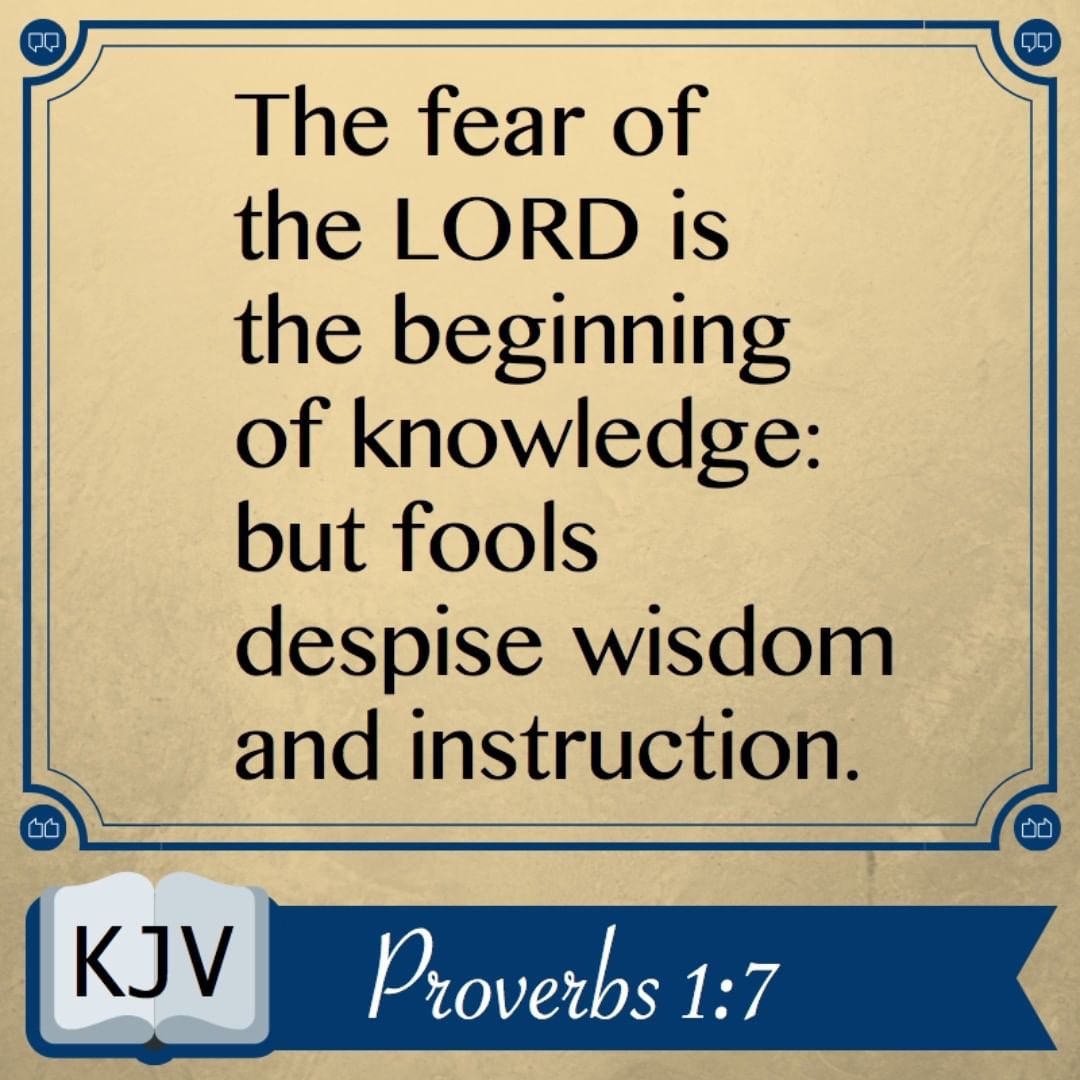 The fear of
the LORD is
the beginning
of knowledge:
but fools
despise wisdom
and instruction.
KJV
Proverbs 1:7